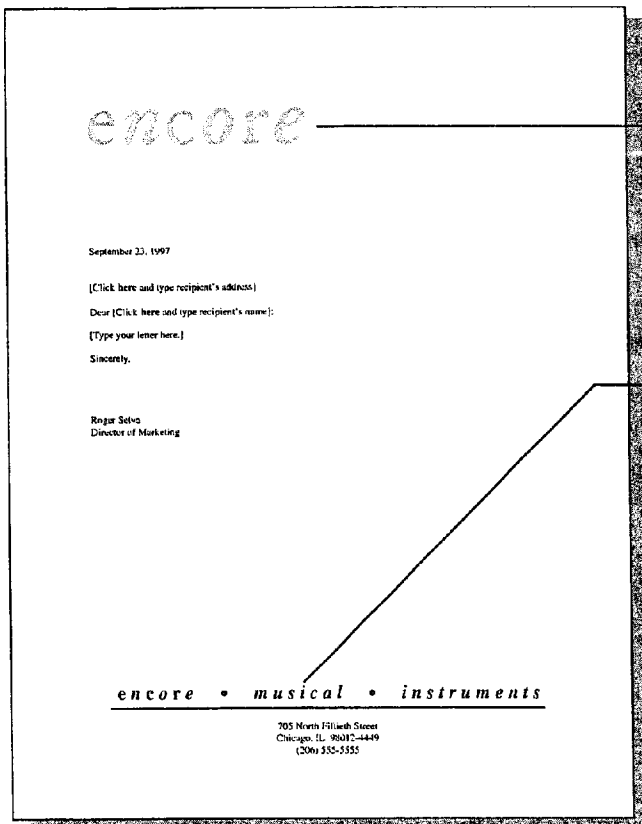 encore
September 23, 1997
[Click here and type recipient's address]
Dear [Click here and type recipient's name]:
[Type your letter here.]
Sincerely,
Roger Selva
Director of Marketing
encore • musical • instruments
705 North Fiftieth Street
Chicago, IL 98012-4449
(206) 555-5555